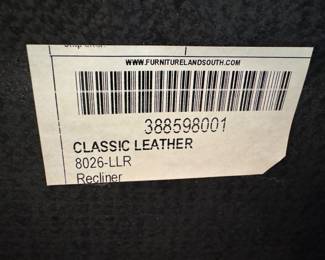 WWW.FURNITURELANDSOUTH.COM
388598001
CLASSIC LEATHER
8026-LLR
Recliner